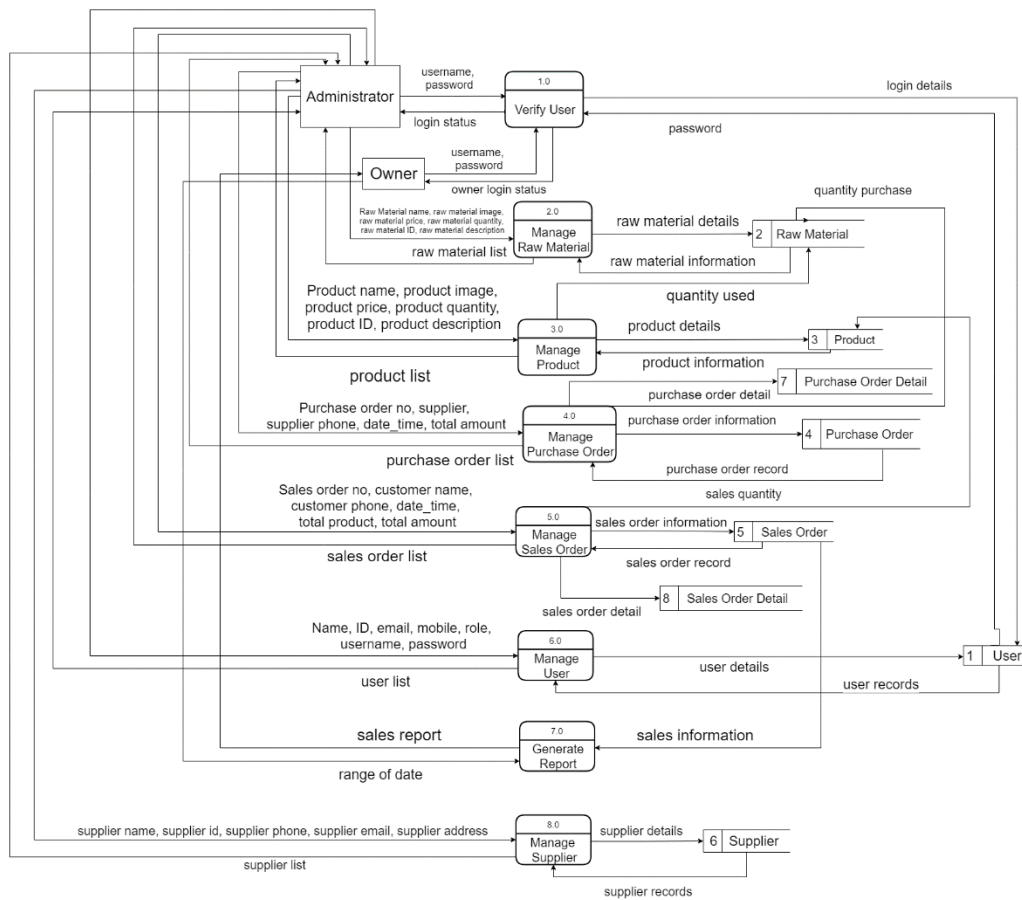 username,
password
1.0
Administrator
Verify User
login details
login status
password
username,
password
Owner
owner login status
quantity purchase
Raw Material name, raw material image,
raw material price, raw material quantity,
raw material ID, raw material description
2.0
Manage
Raw Material
raw material details
2 Raw Material
raw material list
raw material information
Product name, product image,
product price, product quantity,
product ID, product description
quantity used
3.0
Manage
Product
product details
3 Product
product information
product list
7 Purchase Order Detail
purchase order detail
Purchase order no, supplier,
supplier phone, date_time, total amount
4.0
Manage
Purchase Order
purchase order information
4 Purchase Order
purchase order list
purchase order record
sales quantity
Sales order no, customer name,
customer phone, date_time,
total product, total amount
5.0
Manage
Sales Order
sales order information
5 Sales Order
sales order list
sales order record
8 Sales Order Detail
sales order detail
Name, ID, email, mobile, role,
username, password
6.0
Manage
User
1 User
user details
user list
user records
7.0
Generate
Report
sales report
sales information
range of date
supplier name, supplier id, supplier phone, supplier email, supplier address
8.0
Manage
Supplier
supplier details
6 Supplier
supplier list
supplier records